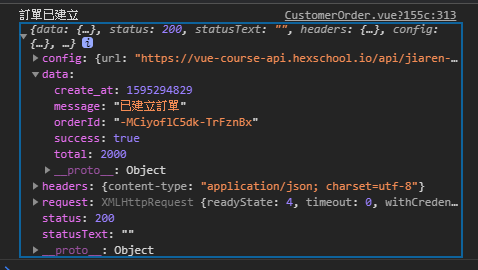 訂單已建立 CustomerOrder.vue?155c:313
{data: {…}, status: 200, statusText: "", headers: {…}, config:
{…}, …} i
config: {url: "https://vue-course-api.hexschool.io/api/jiaren-…
data:
create_at: 1595294829
message: "已建立訂單"
orderId: "-MCiyoflC5dk-TrFznBx"
success: true
total: 2000
__proto__: Object
headers: {content-type: "application/json; charset=utf-8"}
request: XMLHttpRequest {readyState: 4, timeout: 0, withCreden…
status: 200
statusText: ""
__proto__: Object